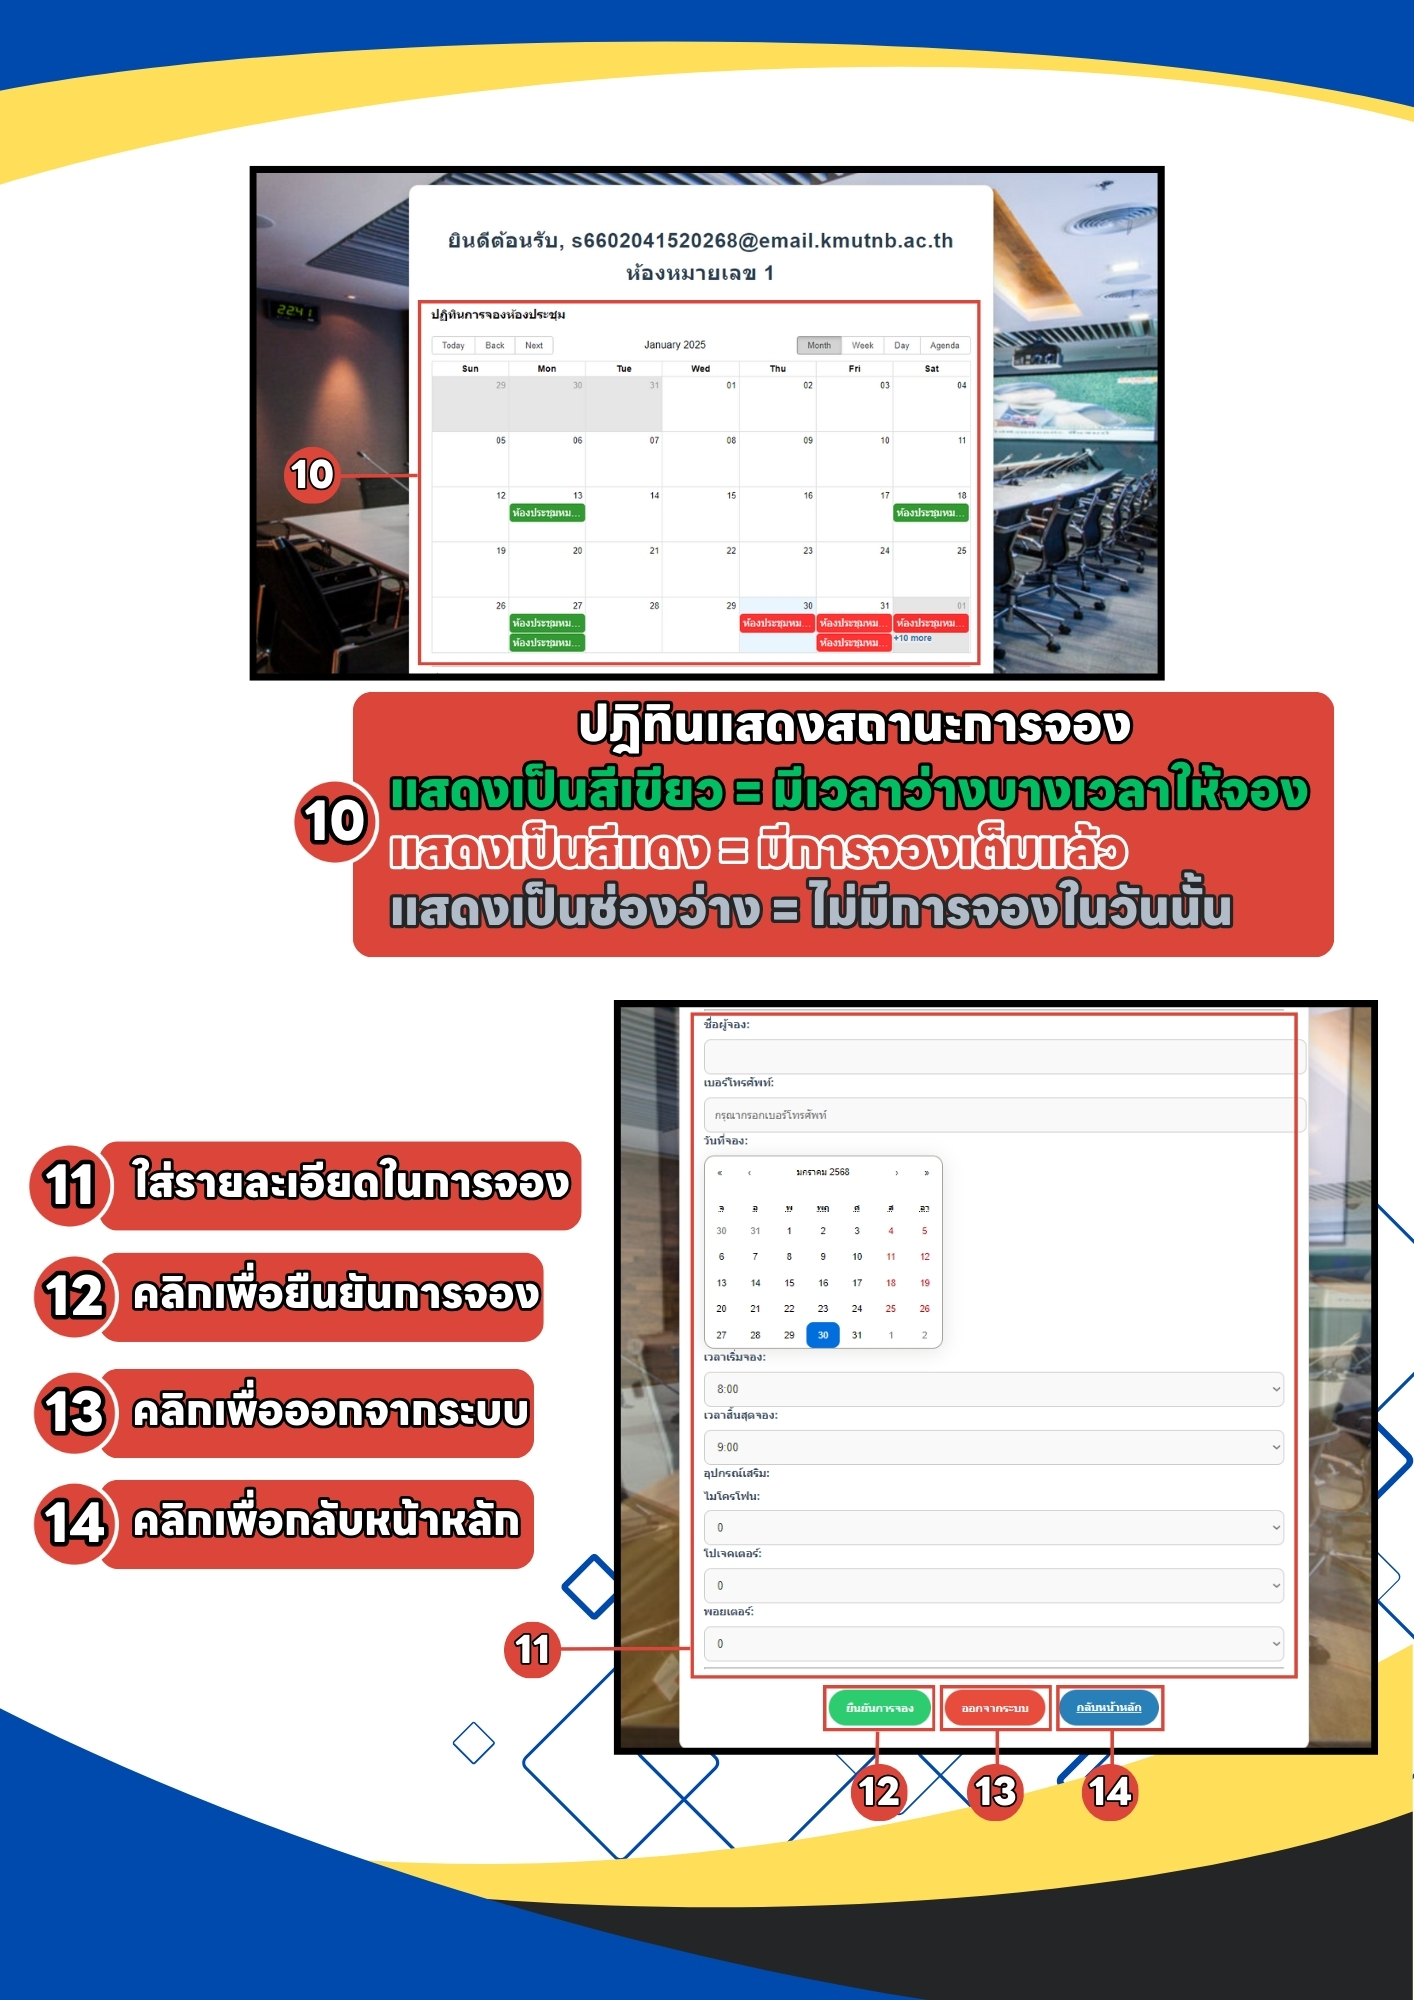 ยินดีต้อนรับ, s6602041520268@email.kmutnb.ac.th
ห้องหมายเลข 1
ปฏิทินการจองห้องประชุม
Today Back Next January 2025 Month Week Day Agenda
Sun Mon Tue Wed Thu Fri Sat
29 30 31 01 02 03 04
05 06 07 08 09 10 11
12 13 14 15 16 17 18
ห้องประชุมหม... ห้องประชุมหม...
19 20 21 22 23 24 25
26 27 28 29 30 31 01
ห้องประชุมหม... ห้องประชุมหม... ห้องประชุมหม... ห้องประชุมหม...
ห้องประชุมหม... ห้องประชุมหม... +10 more
10
ปฎิทินแสดงสถานะการจอง
10
แสดงเป็นสีเขียว = มีเวลาว่างบางเวลาให้จอง
แสดงเป็นสีแดง = มีการจองเต็มแล้ว
แสดงเป็นช่องว่าง = ไม่มีการจองในวันนั้น
11 ใส่รายละเอียดในการจอง
12 คลิกเพื่อยืนยันการจอง
13 คลิกเพื่อออกจากระบบ
14 คลิกเพื่อกลับหน้าหลัก
ชื่อผู้จอง:
เบอร์โทรศัพท์:
กรุณากรอกเบอร์โทรศัพท์
วันที่จอง:
« ‹ มกราคม 2568 › »
จ อ พ พฤ ศ ส อา
30 31 1 2 3 4 5
6 7 8 9 10 11 12
13 14 15 16 17 18 19
20 21 22 23 24 25 26
27 28 29 30 31 1 2
เวลาเริ่มจอง:
8:00
เวลาสิ้นสุดจอง:
9:00
อุปกรณ์เสริม:
ไมโครโฟน:
0
โปเจคเตอร์:
0
พอยเตอร์:
0
11
ยืนยันการจอง ออกจากระบบ กลับหน้าหลัก
12 13 14